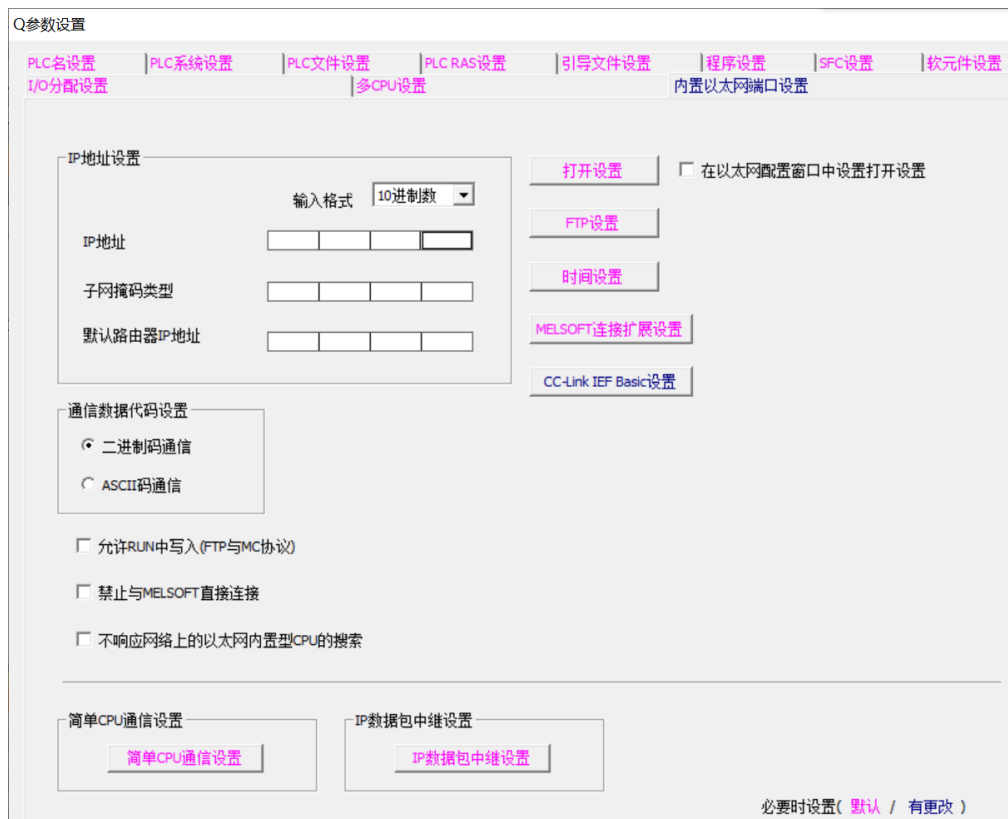 Q参数设置
PLC名设置 PLC系统设置 PLC文件设置 PLC RAS设置 引导文件设置 程序设置 SFC设置 软元件设置
I/O分配设置 多CPU设置 内置以太网端口设置
IP地址设置
输入格式 10进制数
IP地址
子网掩码类型
默认路由器IP地址
打开设置 在以太网配置窗口中设置打开设置
FTP设置
时间设置
MELSOFT连接扩展设置
CC-Link IEF Basic设置
通信数据代码设置
二进制码通信
ASCII码通信
允许RUN中写入(FTP与MC协议)
禁止与MELSOFT直接连接
不响应网络上的以太网内置型CPU的搜索
简单CPU通信设置
简单CPU通信设置
IP数据包中继设置
IP数据包中继设置
必要时设置( 默认 / 有更改 )